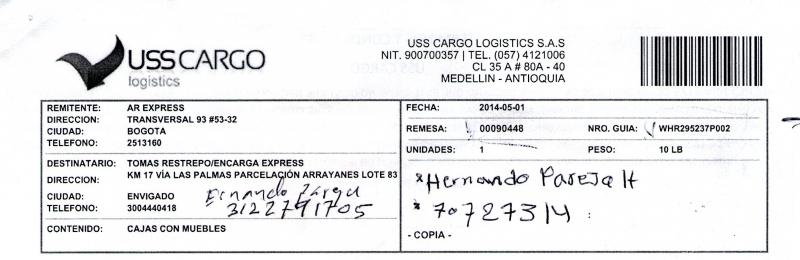 USS CARGO
logistics
USS CARGO LOGISTICS S.A.S
NIT. 900700357 | TEL. (057) 4121006
CL 35 A # 80A - 40
MEDELLIN - ANTIOQUIA
REMITENTE: AR EXPRESS
DIRECCION: TRANSVERSAL 93 #53-32
CIUDAD: BOGOTA
TELEFONO: 2513160
FECHA: 2014-05-01
REMESA: 00090448 NRO. GUIA: WHR295237P002
UNIDADES: 1 PESO: 10 LB
DESTINATARIO: TOMAS RESTREPO/ENCARGA EXPRESS
DIRECCION: KM 17 VÍA LAS PALMAS PARCELACIÓN ARRAYANES LOTE 83
CIUDAD: ENVIGADO
TELEFONO: 3004440418
3122791705
CONTENIDO: CAJAS CON MUEBLES
*Hernando Pareja H
* 70727314
- COPIA -